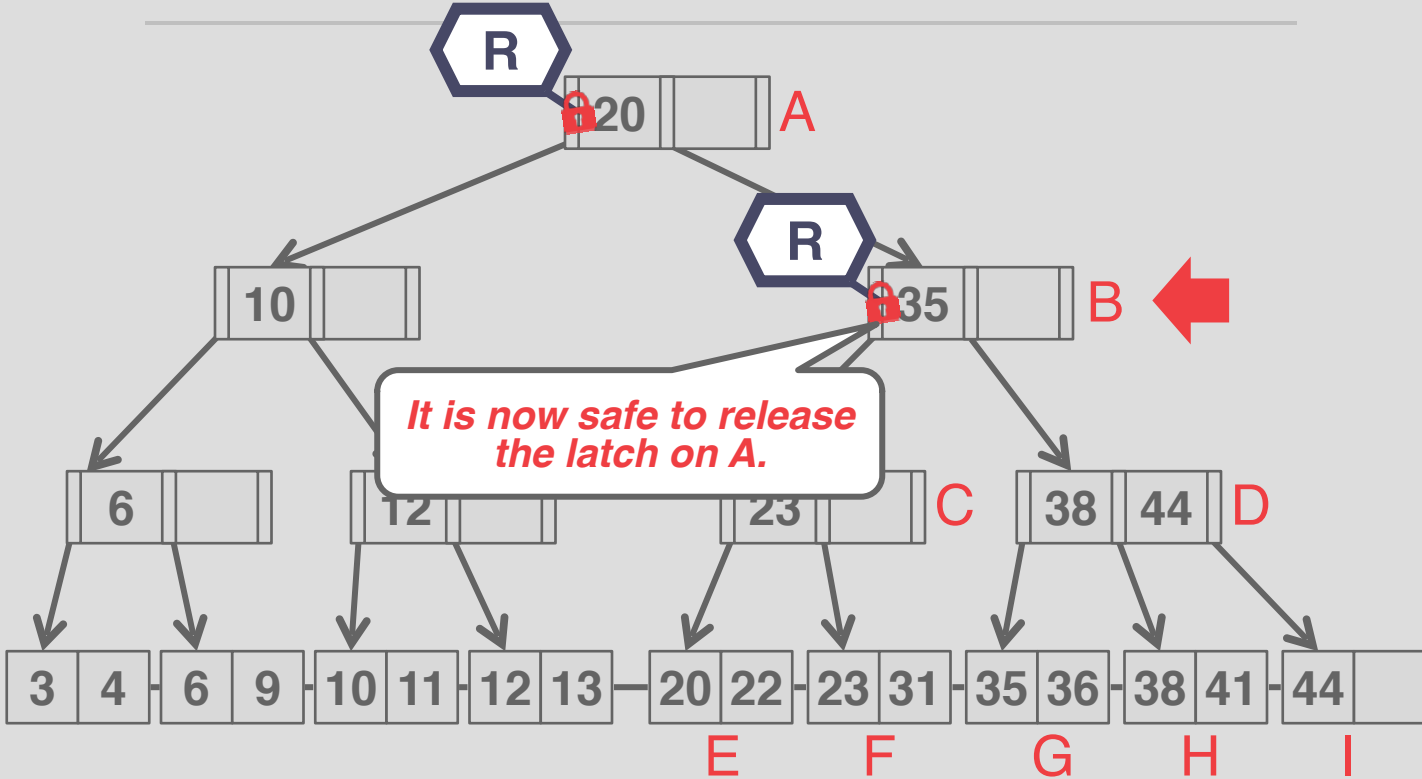 R
20 A
R
10 35 B
It is now safe to release
the latch on A.
6 12 23 C 38 44 D
3 4 6 9 10 11 12 13 20 22 23 31 35 36 38 41 44
E F G H I